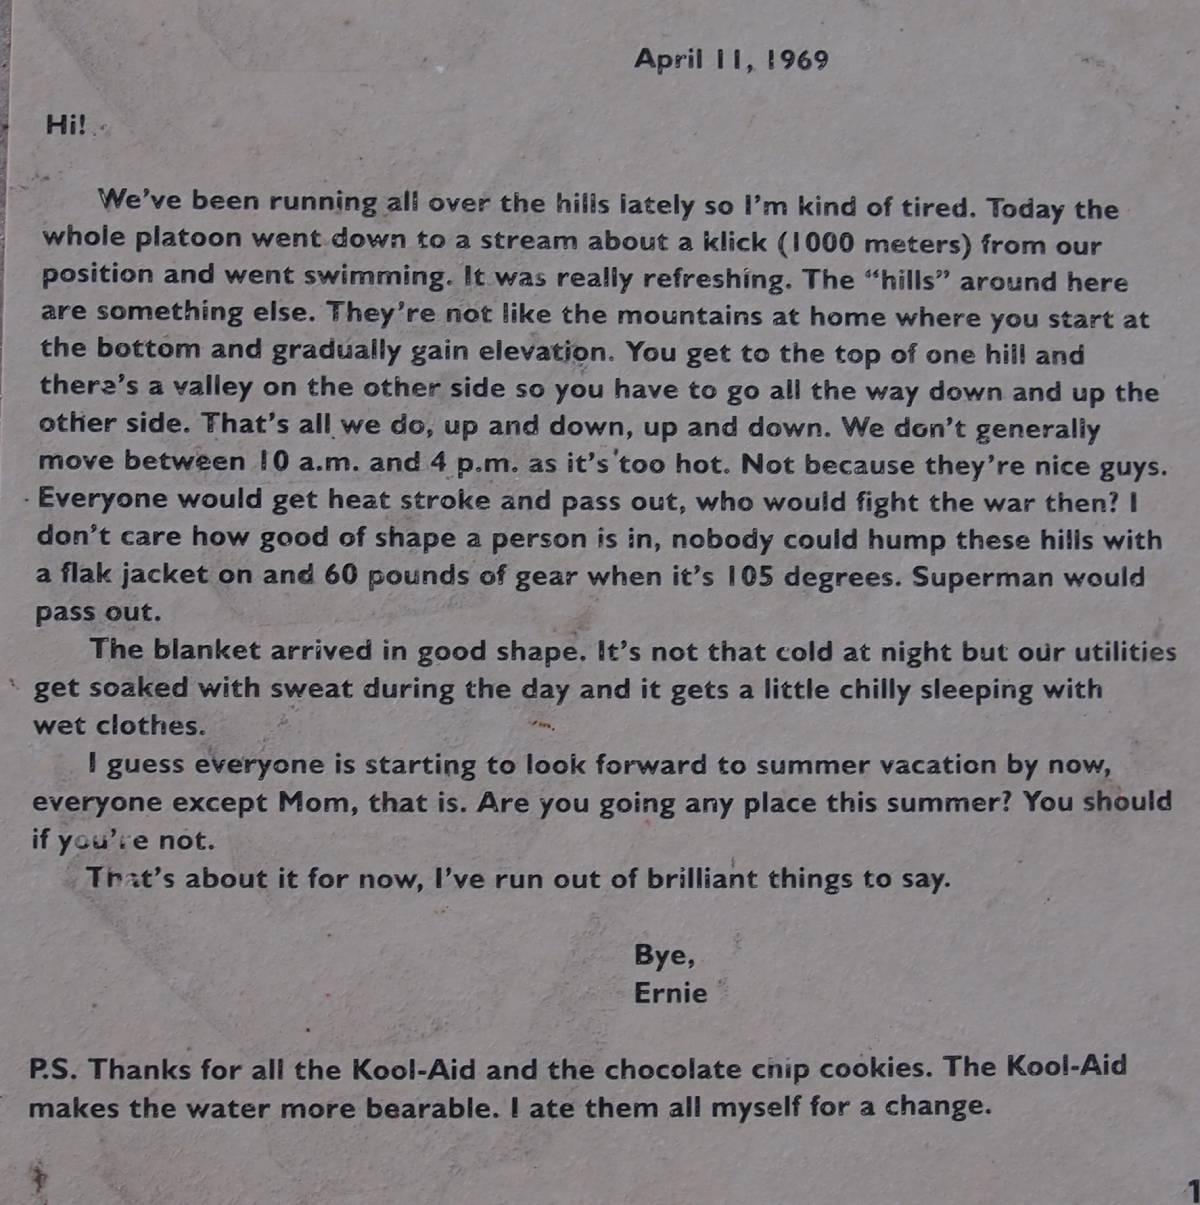 April 11, 1969
Hi!
We've been running all over the hills lately so I'm kind of tired. Today the
whole platoon went down to a stream about a klick (1000 meters) from our
position and went swimming. It was really refreshing. The “hills” around here
are something else. They're not like the mountains at home where you start at
the bottom and gradually gain elevation. You get to the top of one hill and
there's a valley on the other side so you have to go all the way down and up the
other side. That's all we do, up and down, up and down. We don't generally
move between 10 a.m. and 4 p.m. as it's too hot. Not because they're nice guys.
Everyone would get heat stroke and pass out, who would fight the war then? I
don't care how good of shape a person is in, nobody could hump these hills with
a flak jacket on and 60 pounds of gear when it's 105 degrees. Superman would
pass out.
The blanket arrived in good shape. It's not that cold at night but our utilities
get soaked with sweat during the day and it gets a little chilly sleeping with
wet clothes.
I guess everyone is starting to look forward to summer vacation by now,
everyone except Mom, that is. Are you going any place this summer? You should
if you're not.
That's about it for now, I've run out of brilliant things to say.
Bye,
Ernie
P.S. Thanks for all the Kool-Aid and the chocolate chip cookies. The Kool-Aid
makes the water more bearable. I ate them all myself for a change.
1